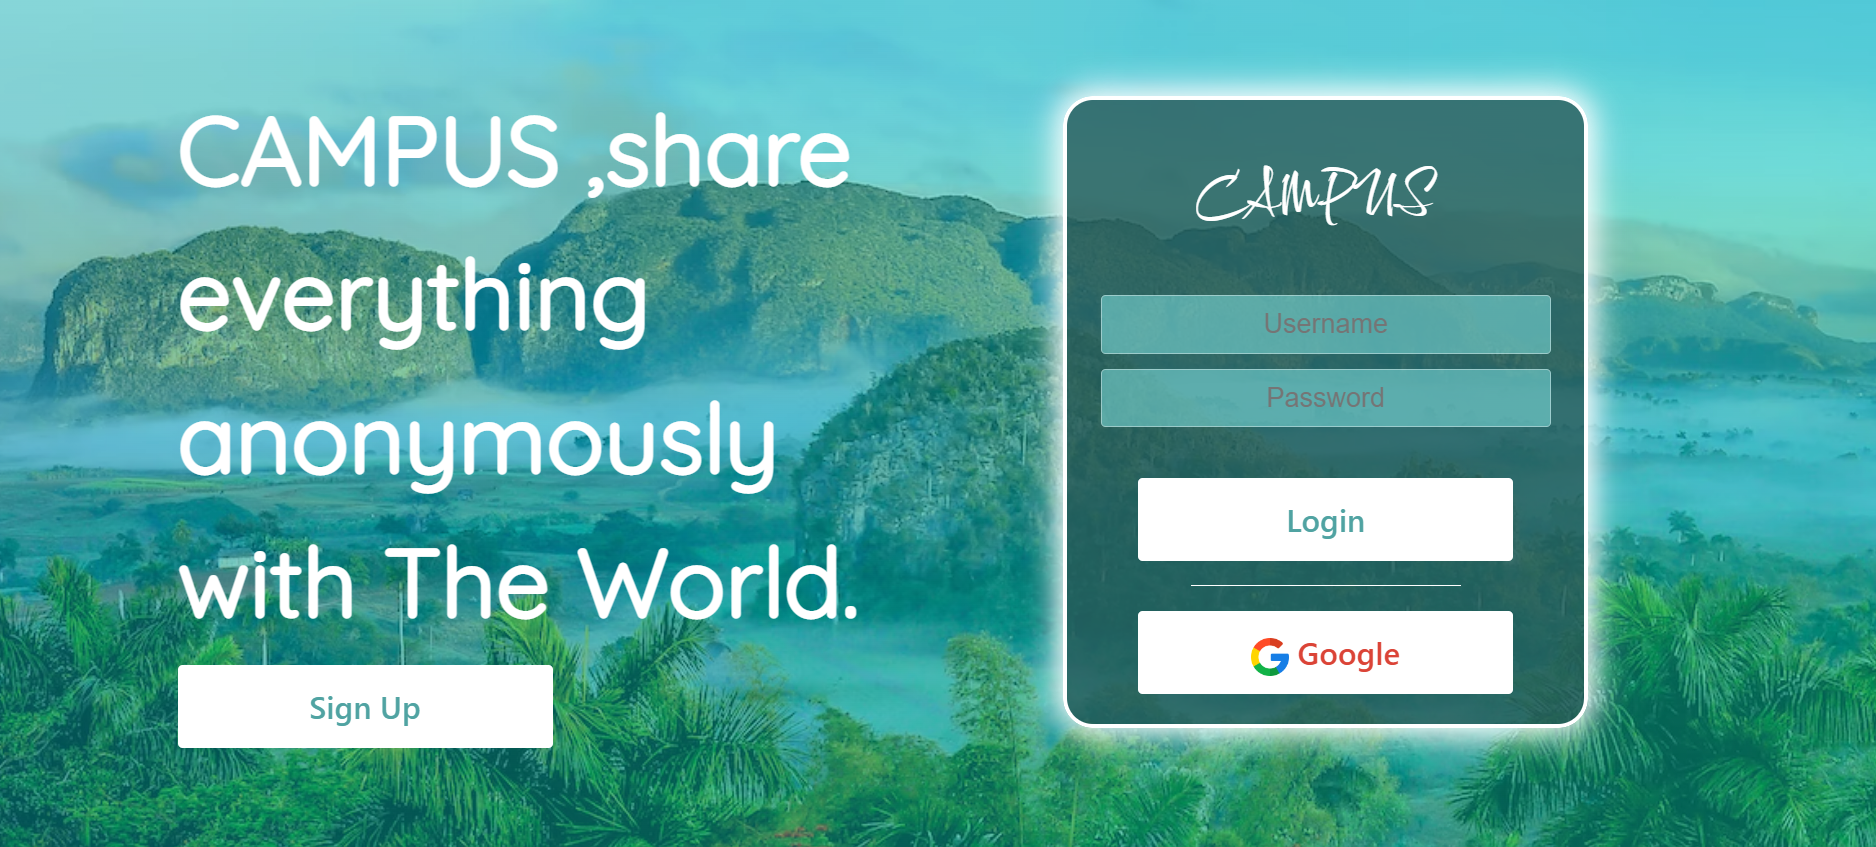 CAMPUS ,share
everything
anonymously
with The World.
Sign Up
CAMPUS
Username
Password
Login
Google